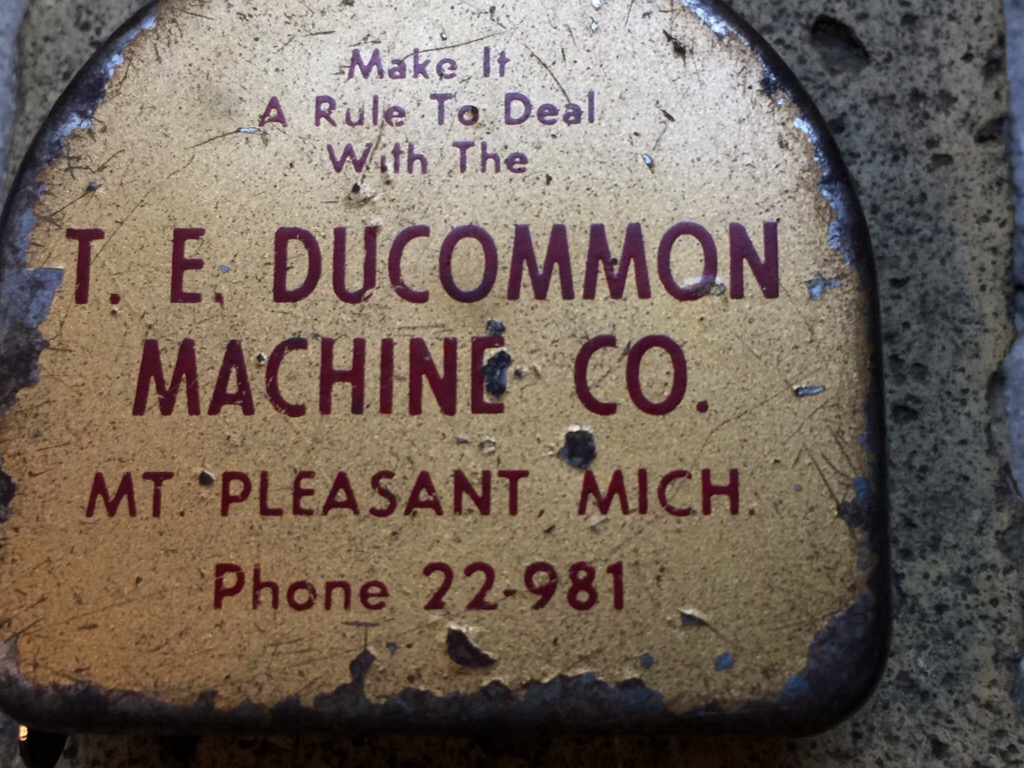 Make It
A Rule To Deal
With The
T. E. DUCOMMON
MACHINE CO.
MT. PLEASANT, MICH.
Phone 22-981